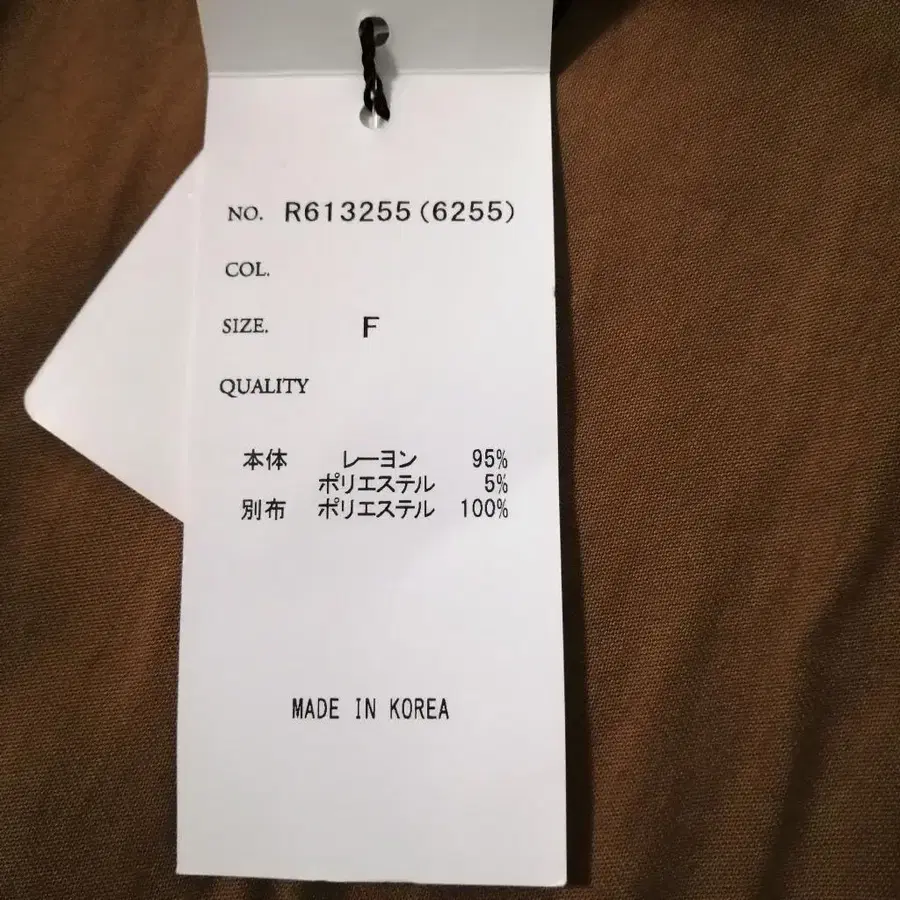 NO. R613255(6255)
COL.
SIZE. F
QUALITY
本体 レーヨン 95%
ポリエステル 5%
別布 ポリエステル 100%
MADE IN KOREA